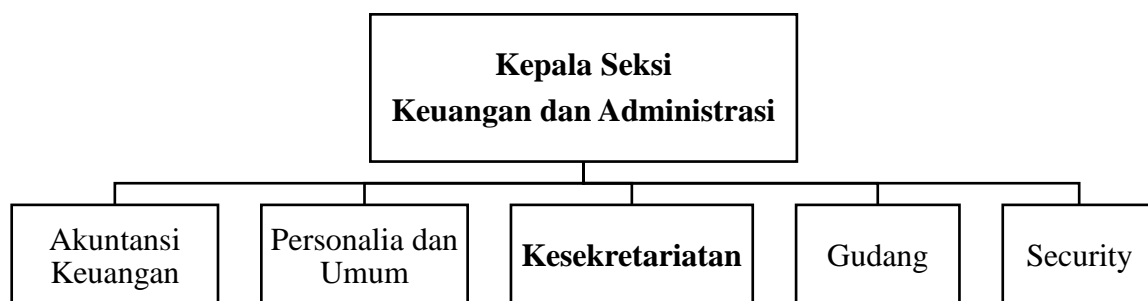 Kepala Seksi
Keuangan dan Administrasi
Akuntansi
Keuangan
Personalia dan
Umum
Kesekretariatan
Gudang
Security